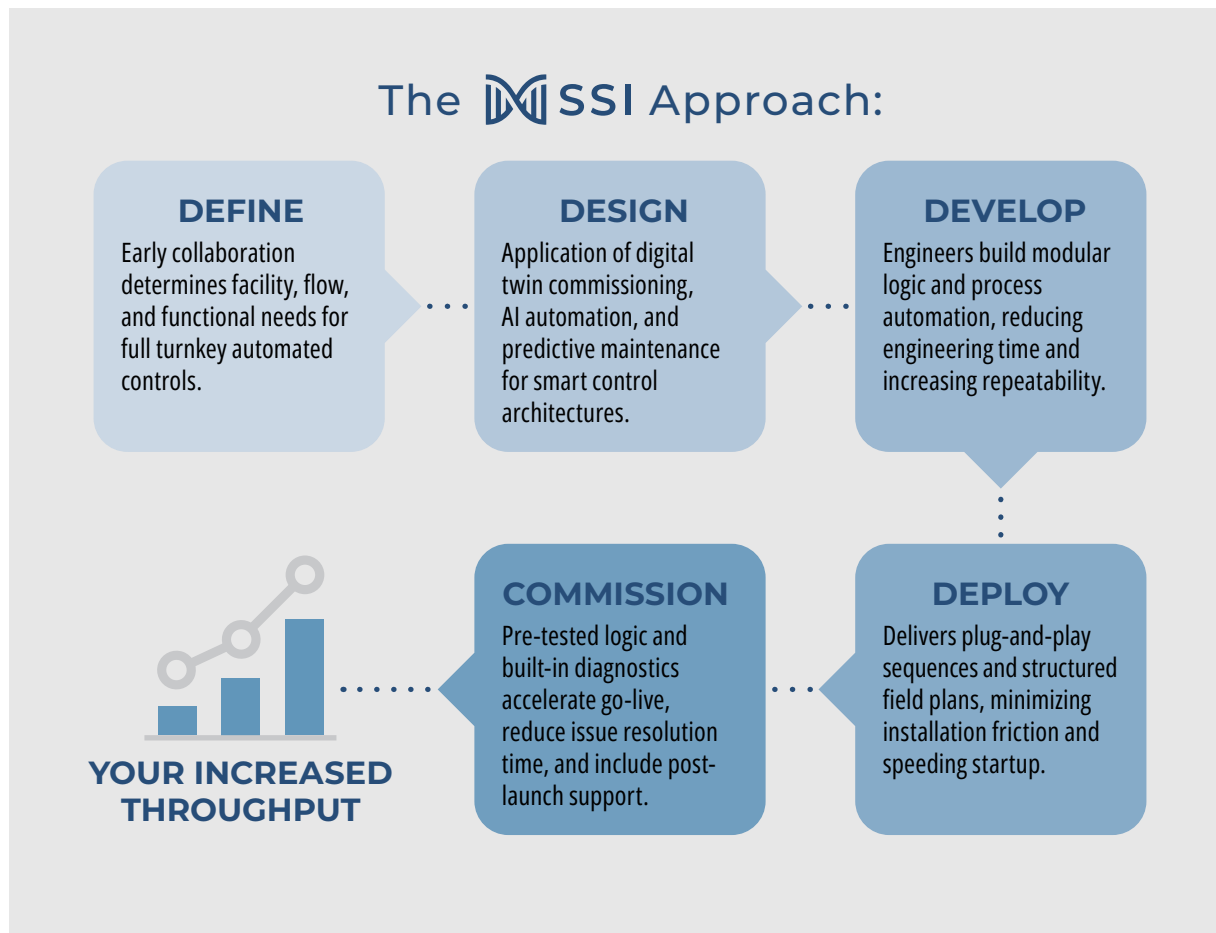 The SSI Approach:
DEFINE
Early collaboration
determines facility, flow,
and functional needs for
full turnkey automated
controls.
DESIGN
Application of digital
twin commissioning,
AI automation, and
predictive maintenance
for smart control
architectures.
DEVELOP
Engineers build modular
logic and process
automation, reducing
engineering time and
increasing repeatability.
DEPLOY
Delivers plug-and-play
sequences and structured
field plans, minimizing
installation friction and
speeding startup.
COMMISSION
Pre-tested logic and
built-in diagnostics
accelerate go-live,
reduce issue resolution
time, and include post-
launch support.
YOUR INCREASED
THROUGHPUT